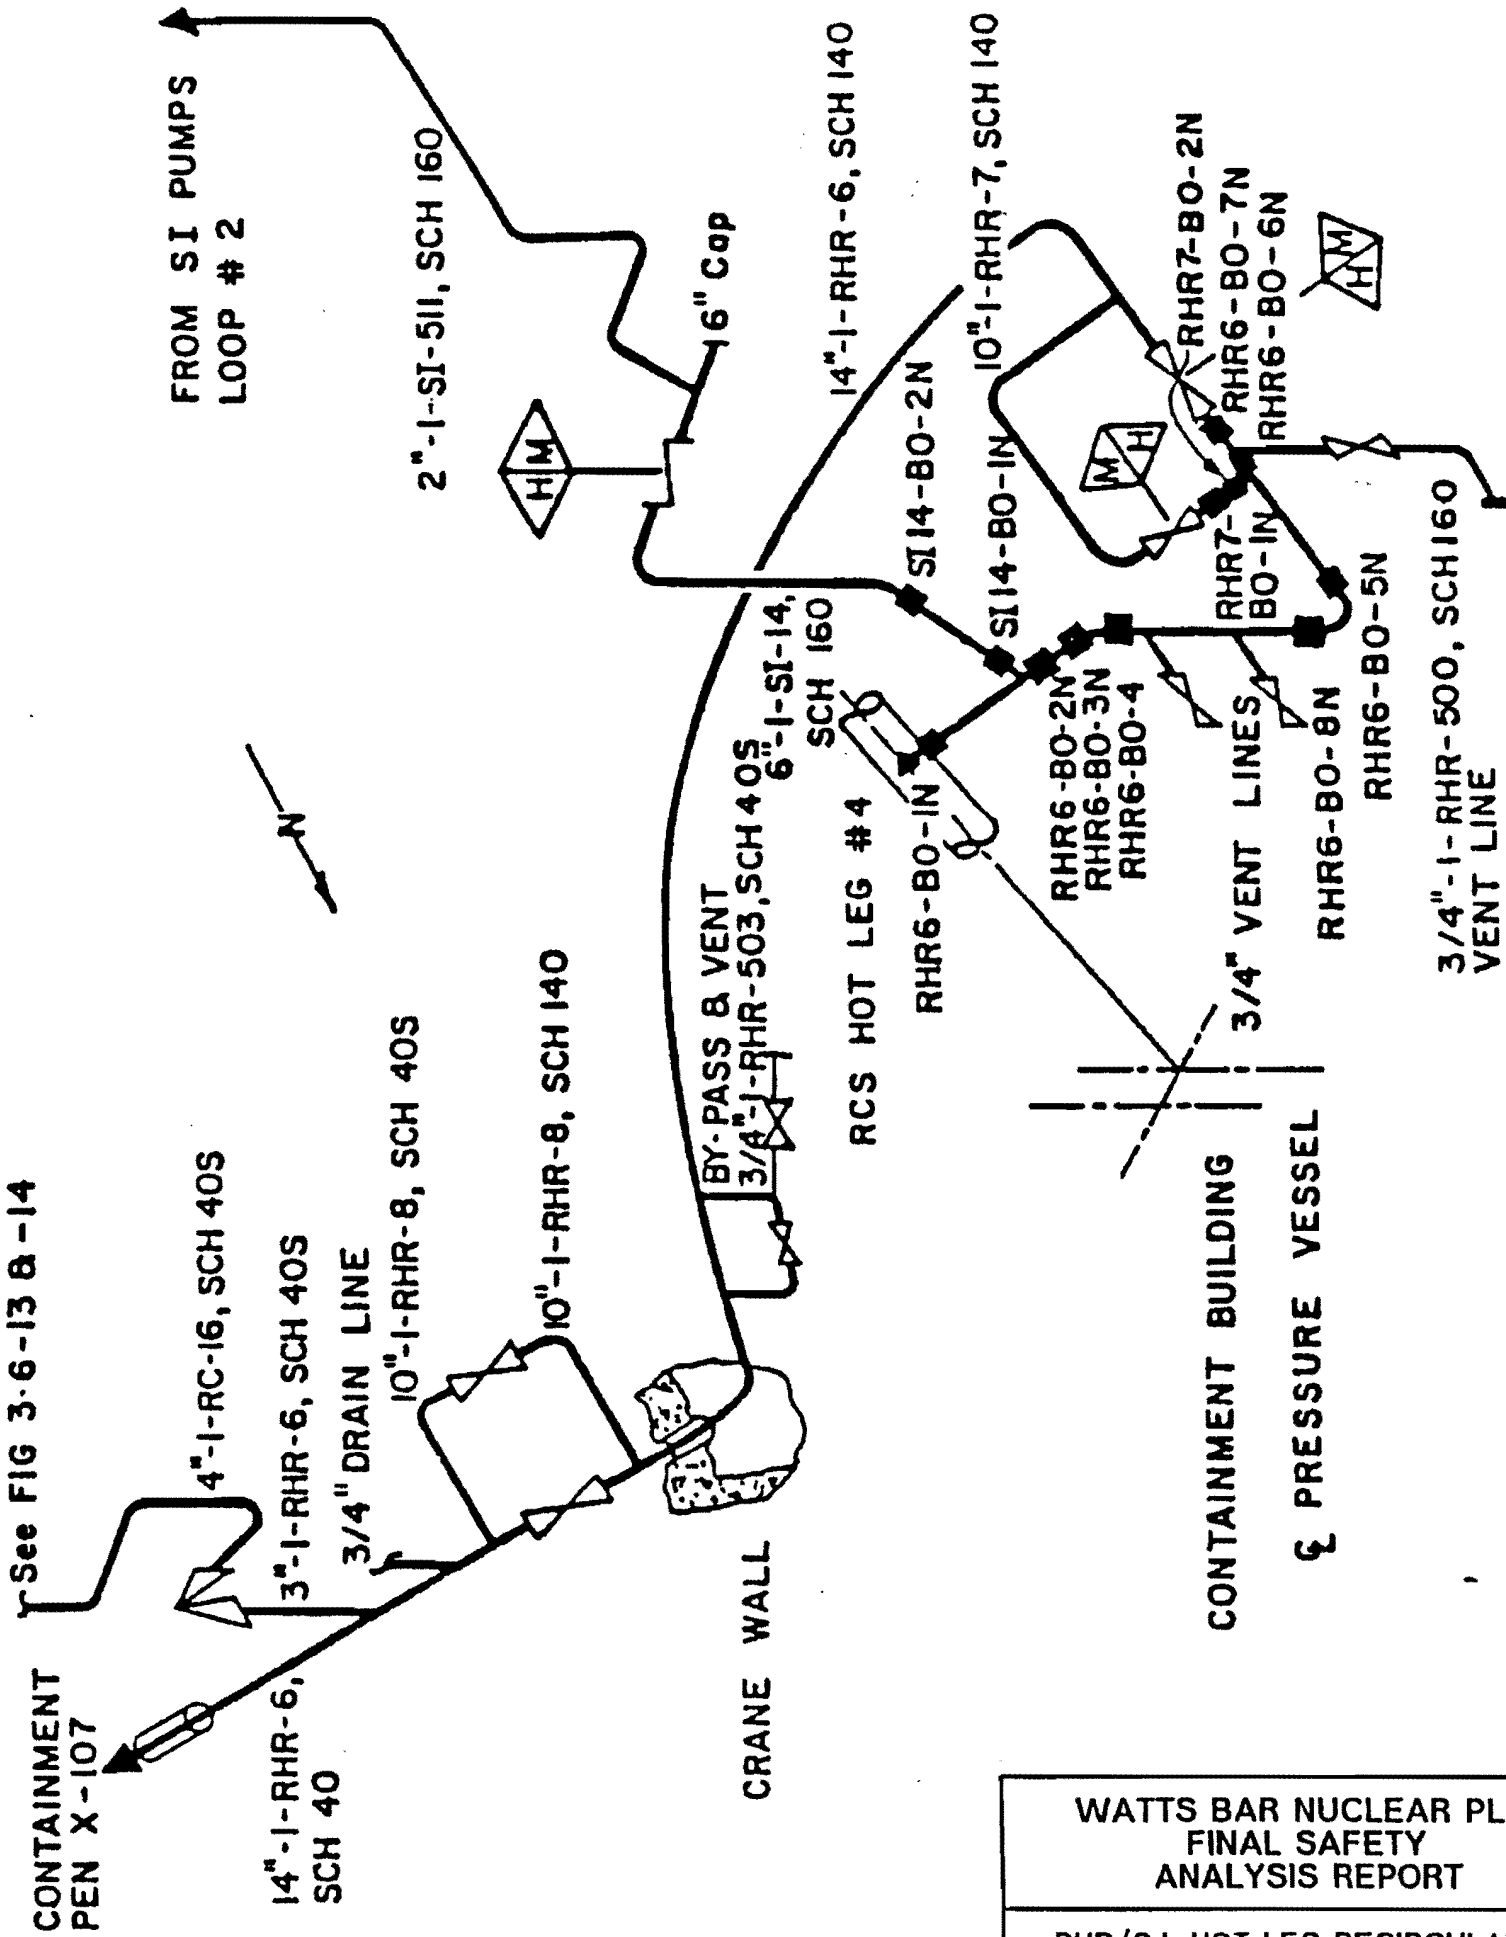 FROM SI PUMPS
LOOP # 2
2"-1-SI-511, SCH 160
6" Cap
H M
14"-1-RHR-6, SCH 140
10"-1-RHR-7, SCH 140
SI14-BO-2N
SI14-BO-1N
6"-1-SI-14,
SCH 160
RHR7-BO-2N
RHR6-BO-7N
RHR6-BO-6N
M H
M H
RHR7-
BO-1N
RHR6-BO-5N
RHR6-BO-8N
3/4"-1-RHR-500, SCH160
VENT LINE
3/4" VENT LINES
RHR6-BO-2N
RHR6-BO-3N
RHR6-BO-4
RHR6-BO-1N
RCS HOT LEG #4
BY-PASS & VENT
3/4"-1-RHR-503, SCH 40S
N
See FIG 3·6-13 & -14
4"-1-RC-16, SCH 40S
3"-1-RHR-6, SCH 40S
3/4" DRAIN LINE
10"-1-RHR-8, SCH 40S
10"-1-RHR-8, SCH 140
CONTAINMENT
PEN X-107
14"-1-RHR-6,
SCH 40
CRANE WALL
CONTAINMENT BUILDING
℄ PRESSURE VESSEL
WATTS BAR NUCLEAR PL
FINAL SAFETY
ANALYSIS REPORT